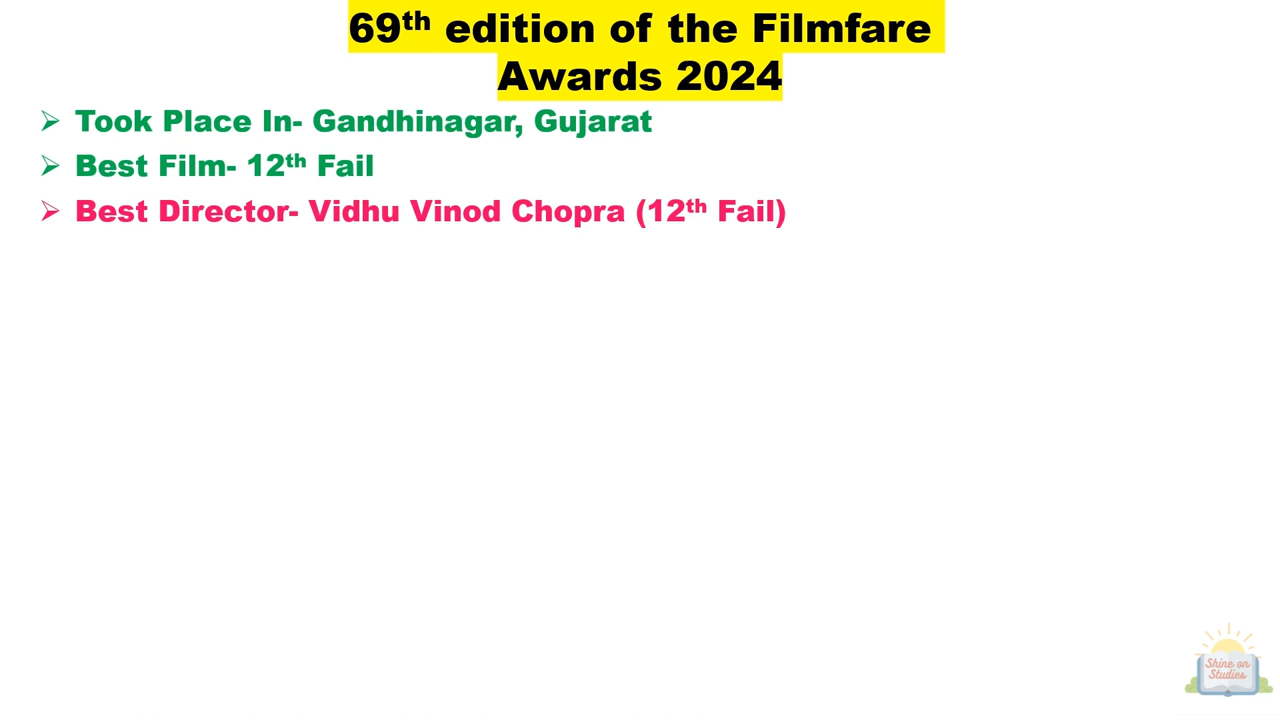 69th edition of the Filmfare
Awards 2024
➢ Took Place In- Gandhinagar, Gujarat
➢ Best Film- 12th Fail
➢ Best Director- Vidhu Vinod Chopra (12th Fail)
Shine on
Studies